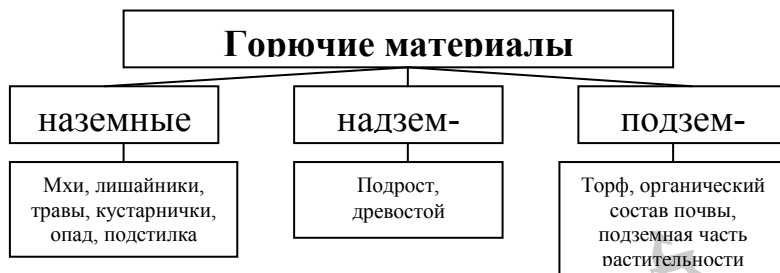 Горючие материалы
наземные
надзем-
подзем-
Мхи, лишайники,
травы, кустарнички,
опад, подстилка
Подрост,
древостой
Торф, органический
состав почвы,
подземная часть
растительности